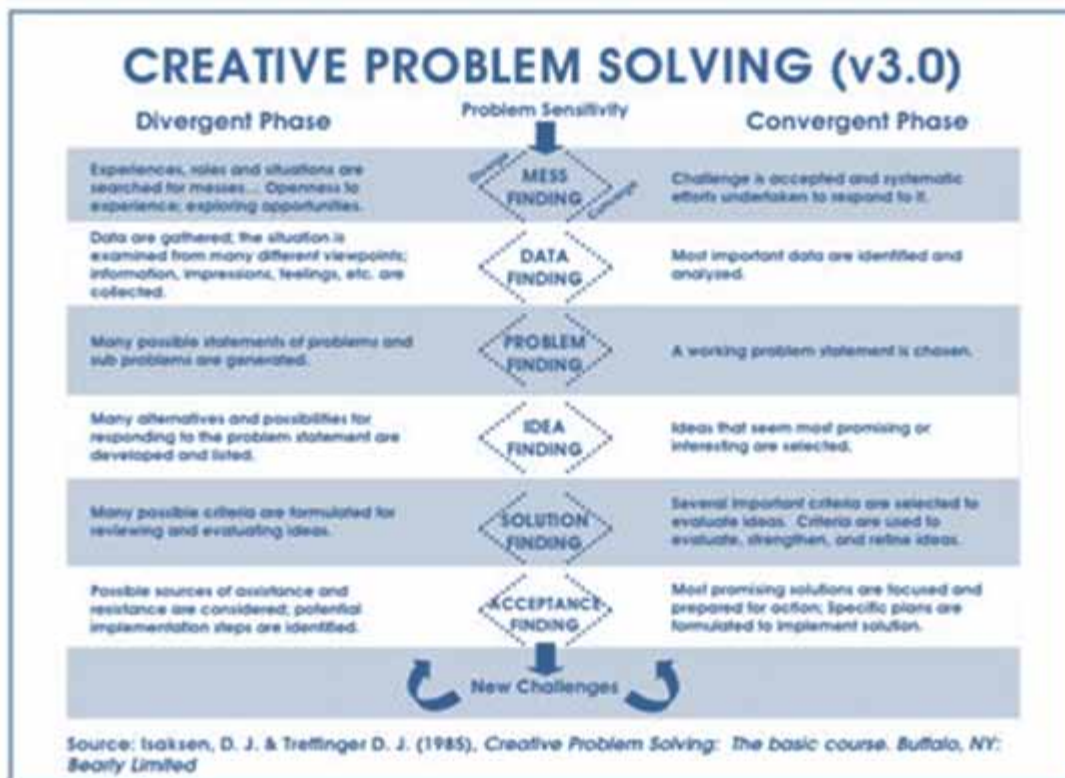 CREATIVE PROBLEM SOLVING (v3.0)
Problem Sensitivity
Divergent Phase
Convergent Phase
Experiences, roles and situations are
searched for messes... Openness to
experience; exploring opportunities.
Diverge
MESS
FINDING
Converge
Challenge is accepted and systematic
efforts undertaken to respond to it.
Data are gathered; the situation is
examined from many different viewpoints;
information, impressions, feelings, etc. are
collected.
DATA
FINDING
Most important data are identified and
analyzed.
Many possible statements of problems and
sub problems are generated.
PROBLEM
FINDING
A working problem statement is chosen.
Many alternatives and possibilities for
responding to the problem statement are
developed and listed.
IDEA
FINDING
Ideas that seem most promising or
interesting are selected.
Many possible criteria are formulated for
reviewing and evaluating ideas.
SOLUTION
FINDING
Several important criteria are selected to
evaluate ideas. Criteria are used to
evaluate, strengthen, and refine ideas.
Possible sources of assistance and
resistance are considered; potential
implementation steps are identified.
ACCEPTANCE
FINDING
Most promising solutions are focused and
prepared for action; Specific plans are
formulated to implement solution.
New Challenges
Source: Isaksen, D. J. & Treffinger D. J. (1985), Creative Problem Solving: The basic course. Buffalo, NY:
Bearly Limited